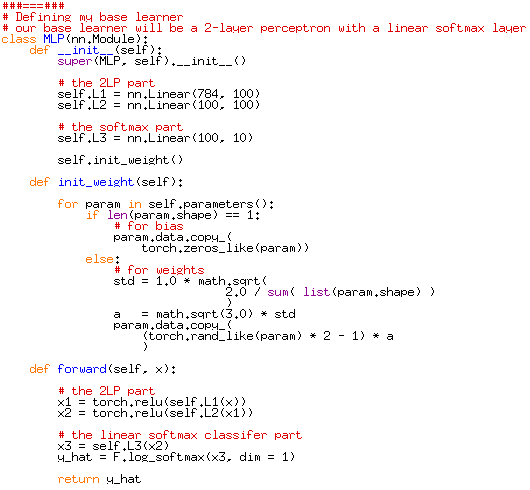 ###===###
# Defining my base learner
# our base learner will be a 2-layer perceptron with a linear softmax layer
class MLP(nn.Module):
    def __init__(self):
        super(MLP, self).__init__()

        # the 2LP part
        self.L1 = nn.Linear(784, 100)
        self.L2 = nn.Linear(100, 100)

        # the softmax part
        self.L3 = nn.Linear(100, 10)

        self.init_weight()

    def init_weight(self):

        for param in self.parameters():
            if len(param.shape) == 1:
                # for bias
                param.data.copy_(
                    torch.zeros_like(param))
            else:
                # for weights
                std = 1.0 * math.sqrt(
                                2.0 / sum( list(param.shape) )
                                )
                a   = math.sqrt(3.0) * std
                param.data.copy_(
                    (torch.rand_like(param) * 2 - 1) * a
                    )

    def forward(self, x):

        # the 2LP part
        x1 = torch.relu(self.L1(x))
        x2 = torch.relu(self.L2(x1))

        # the linear softmax classifer part
        x3 = self.L3(x2)
        y_hat = F.log_softmax(x3, dim = 1)

        return y_hat